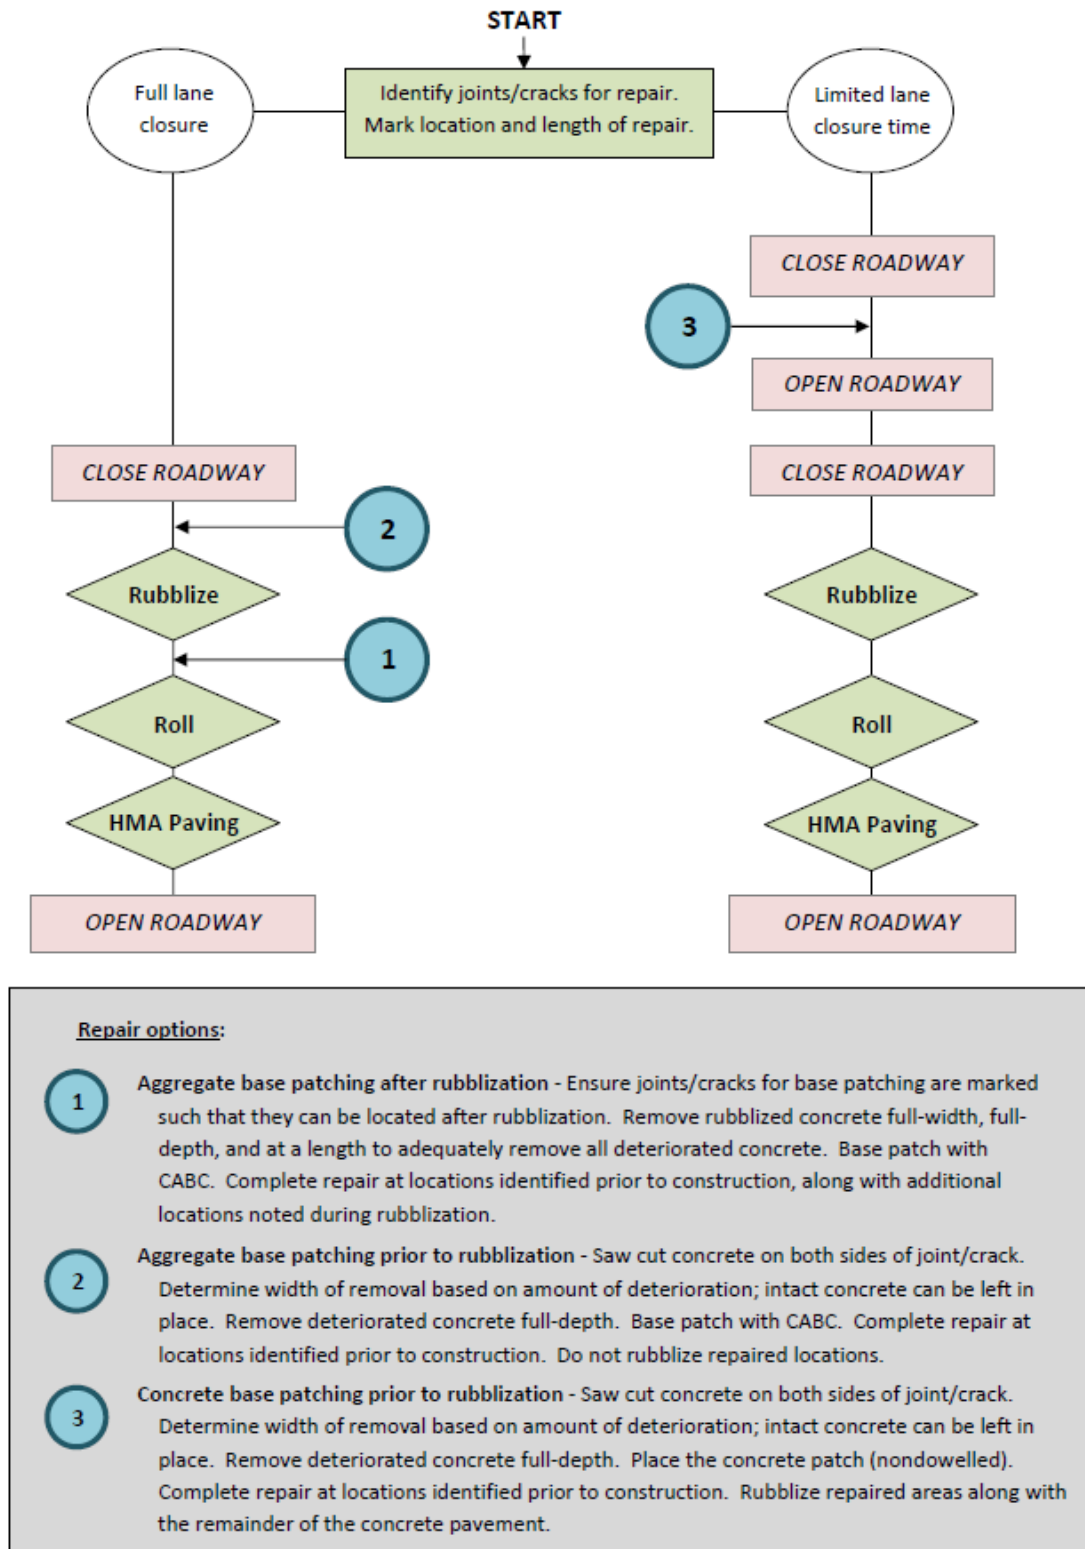 START
Full lane
closure
Identify joints/cracks for repair.
Mark location and length of repair.
Limited lane
closure time
CLOSE ROADWAY
3
OPEN ROADWAY
CLOSE ROADWAY
CLOSE ROADWAY
2
Rubblize
Rubblize
1
Roll
Roll
HMA Paving
HMA Paving
OPEN ROADWAY
OPEN ROADWAY
Repair options:
1
Aggregate base patching after rubblization - Ensure joints/cracks for base patching are marked
such that they can be located after rubblization. Remove rubblized concrete full-width, full-
depth, and at a length to adequately remove all deteriorated concrete. Base patch with
CABC. Complete repair at locations identified prior to construction, along with additional
locations noted during rubblization.
2
Aggregate base patching prior to rubblization - Saw cut concrete on both sides of joint/crack.
Determine width of removal based on amount of deterioration; intact concrete can be left in
place. Remove deteriorated concrete full-depth. Base patch with CABC. Complete repair at
locations identified prior to construction. Do not rubblize repaired locations.
3
Concrete base patching prior to rubblization - Saw cut concrete on both sides of joint/crack.
Determine width of removal based on amount of deterioration; intact concrete can be left in
place. Remove deteriorated concrete full-depth. Place the concrete patch (nondowelled).
Complete repair at locations identified prior to construction. Rubblize repaired areas along with
the remainder of the concrete pavement.